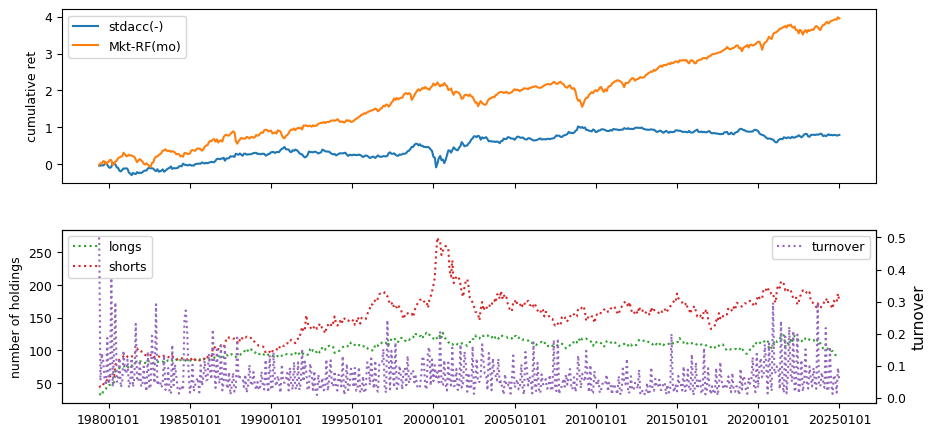 cumulative ret
4
3
2
1
0
stdacc(-)
Mkt-RF(mo)
number of holdings
250
200
150
100
50
longs
shorts
turnover
0.5
0.4
0.3
0.2
0.1
0.0
turnover
19800101 19850101 19900101 19950101 20000101 20050101 20100101 20150101 20200101 20250101